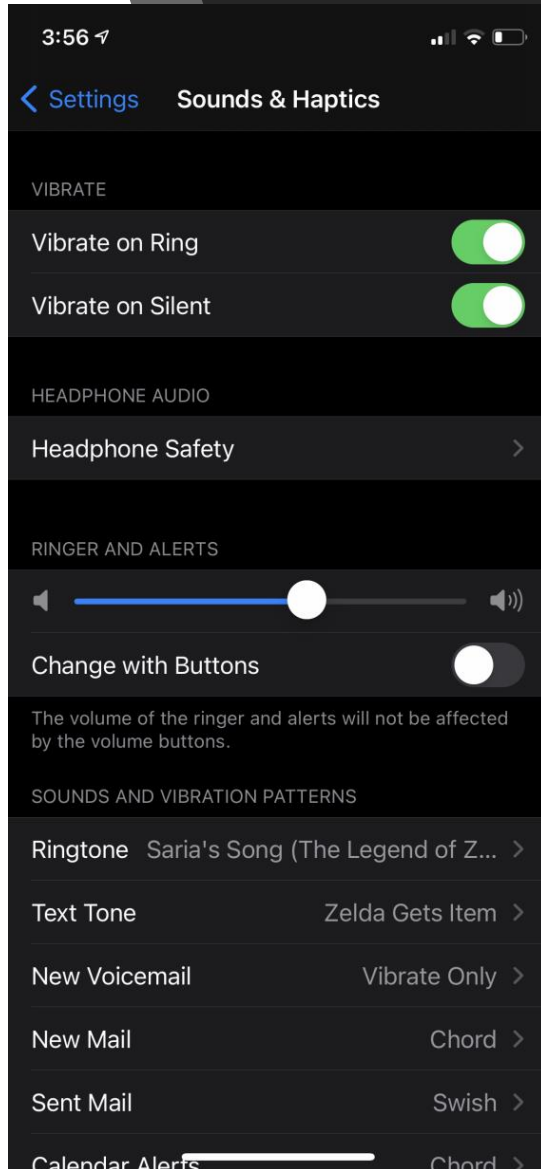 3:56
Settings Sounds & Haptics
VIBRATE
Vibrate on Ring
Vibrate on Silent
HEADPHONE AUDIO
Headphone Safety
RINGER AND ALERTS
Change with Buttons
The volume of the ringer and alerts will not be affected
by the volume buttons.
SOUNDS AND VIBRATION PATTERNS
Ringtone Saria's Song (The Legend of Z...
Text Tone Zelda Gets Item
New Voicemail Vibrate Only
New Mail Chord
Sent Mail Swish
Calendar Alerts Chord